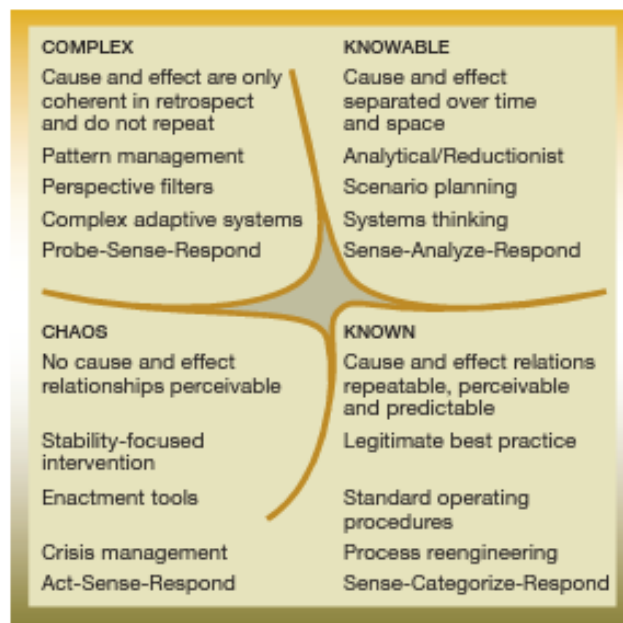 COMPLEX
Cause and effect are only
coherent in retrospect
and do not repeat
Pattern management
Perspective filters
Complex adaptive systems
Probe-Sense-Respond
KNOWABLE
Cause and effect
separated over time
and space
Analytical/Reductionist
Scenario planning
Systems thinking
Sense-Analyze-Respond
CHAOS
No cause and effect
relationships perceivable
Stability-focused
intervention
Enactment tools
Crisis management
Act-Sense-Respond
KNOWN
Cause and effect relations
repeatable, perceivable
and predictable
Legitimate best practice
Standard operating
procedures
Process reengineering
Sense-Categorize-Respond